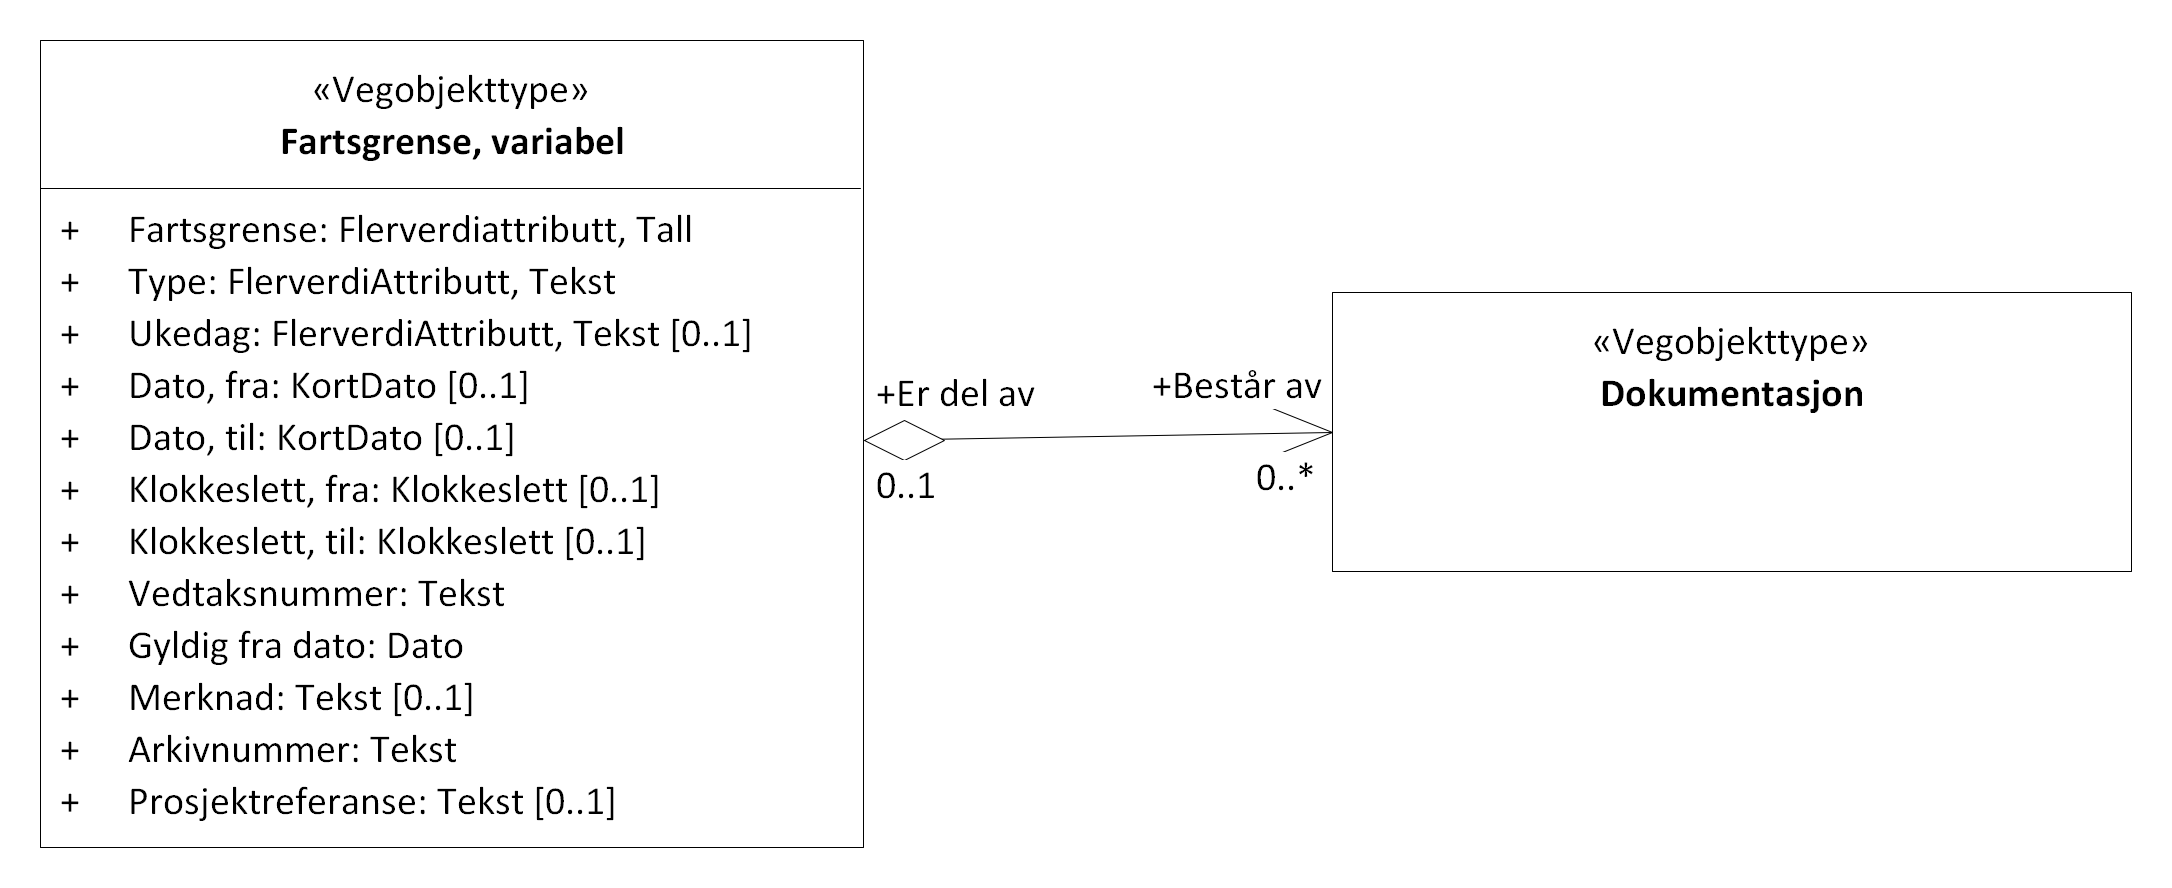 «Vegobjekttype»
Fartsgrense, variabel
+ Fartsgrense: Flerverdiattributt, Tall
+ Type: FlerverdiAttributt, Tekst
+ Ukedag: FlerverdiAttributt, Tekst [0..1]
+ Dato, fra: KortDato [0..1]
+ Dato, til: KortDato [0..1]
+ Klokkeslett, fra: Klokkeslett [0..1]
+ Klokkeslett, til: Klokkeslett [0..1]
+ Vedtaksnummer: Tekst
+ Gyldig fra dato: Dato
+ Merknad: Tekst [0..1]
+ Arkivnummer: Tekst
+ Prosjektreferanse: Tekst [0..1]
+Er del av
0..1
+Består av
0..*
«Vegobjekttype»
Dokumentasjon